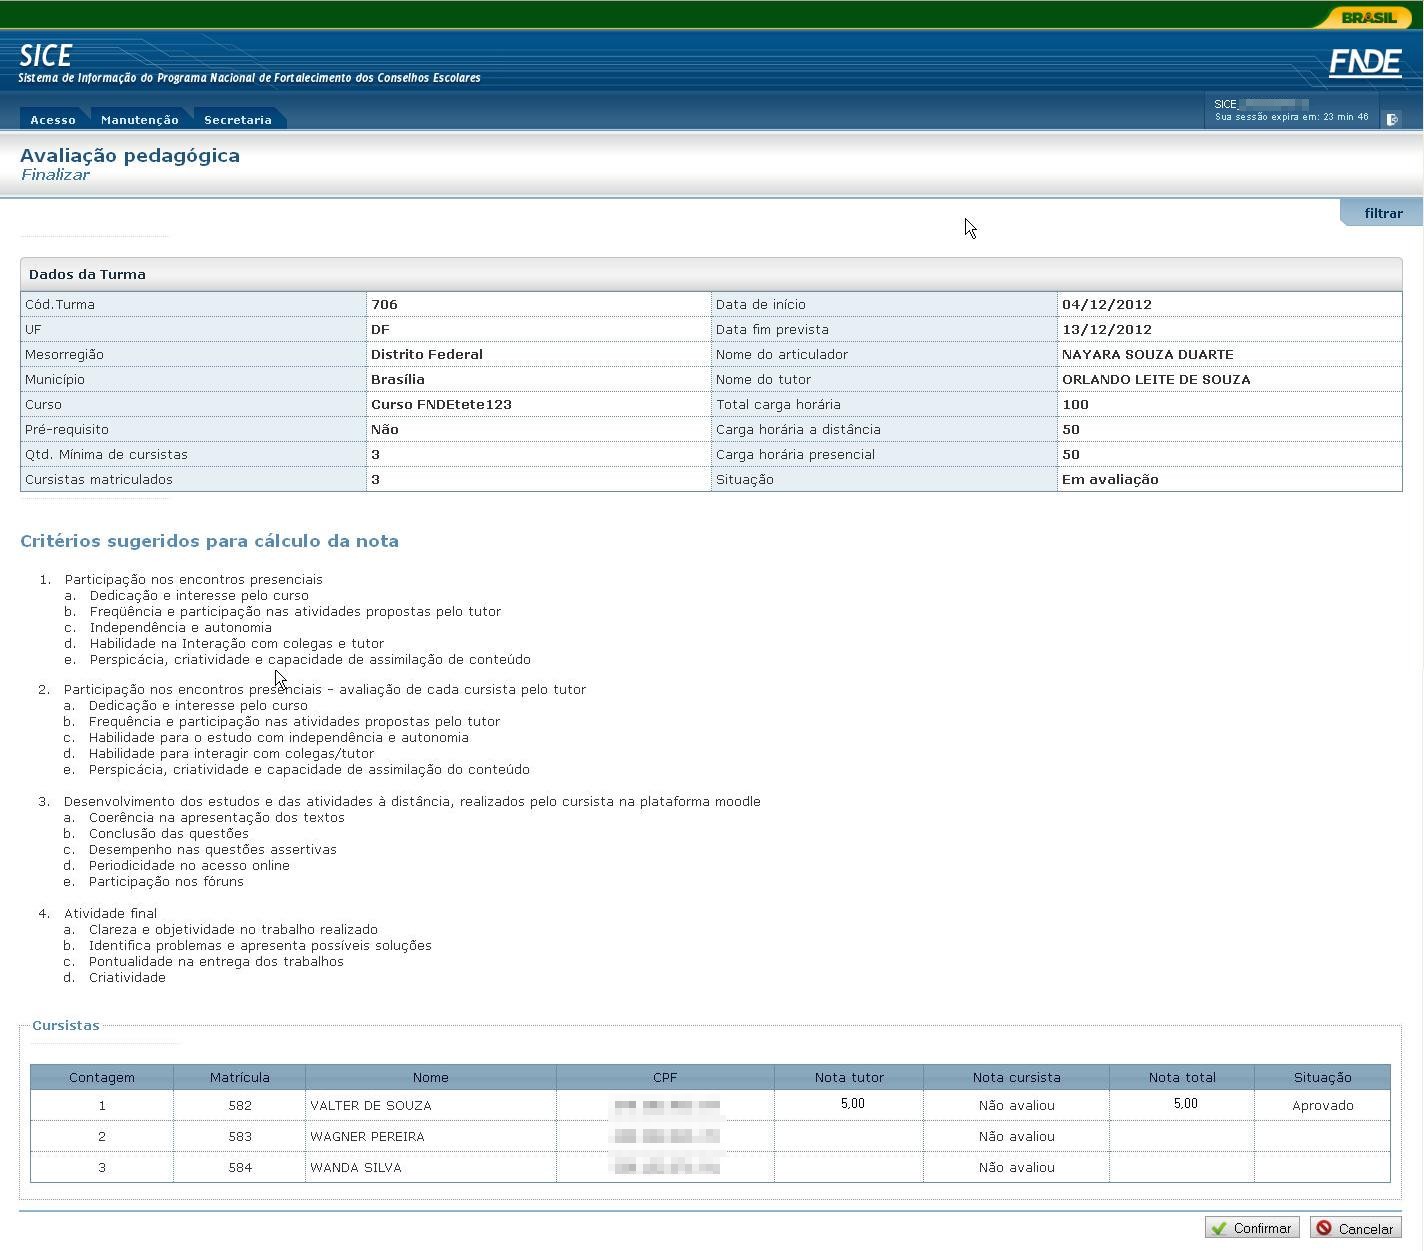 BRASIL
SICE
Sistema de Informação do Programa Nacional de Fortalecimento dos Conselhos Escolares
FNDE
Acesso Manutenção Secretaria
SICE_
Sua sessão expira em: 23 min 46
Avaliação pedagógica
Finalizar
filtrar
Dados da Turma
Cód.Turma 706 Data de início 04/12/2012
UF DF Data fim prevista 13/12/2012
Mesorregião Distrito Federal Nome do articulador NAYARA SOUZA DUARTE
Município Brasília Nome do tutor ORLANDO LEITE DE SOUZA
Curso Curso FNDEtete123 Total carga horária 100
Pré-requisito Não Carga horária a distância 50
Qtd. Mínima de cursistas 3 Carga horária presencial 50
Cursistas matriculados 3 Situação Em avaliação
Critérios sugeridos para cálculo da nota
1. Participação nos encontros presenciais
a. Dedicação e interesse pelo curso
b. Freqüência e participação nas atividades propostas pelo tutor
c. Independência e autonomia
d. Habilidade na Interação com colegas e tutor
e. Perspicácia, criatividade e capacidade de assimilação de conteúdo
2. Participação nos encontros presenciais - avaliação de cada cursista pelo tutor
a. Dedicação e interesse pelo curso
b. Frequência e participação nas atividades propostas pelo tutor
c. Habilidade para o estudo com independência e autonomia
d. Habilidade para interagir com colegas/tutor
e. Perspicácia, criatividade e capacidade de assimilação do conteúdo
3. Desenvolvimento dos estudos e das atividades à distância, realizados pelo cursista na plataforma moodle
a. Coerência na apresentação dos textos
b. Conclusão das questões
c. Desempenho nas questões assertivas
d. Periodicidade no acesso online
e. Participação nos fóruns
4. Atividade final
a. Clareza e objetividade no trabalho realizado
b. Identifica problemas e apresenta possíveis soluções
c. Pontualidade na entrega dos trabalhos
d. Criatividade
Cursistas
Contagem Matrícula Nome CPF Nota tutor Nota cursista Nota total Situação
1 582 VALTER DE SOUZA 5,00 Não avaliou 5,00 Aprovado
2 583 WAGNER PEREIRA Não avaliou
3 584 WANDA SILVA Não avaliou
Confirmar Cancelar